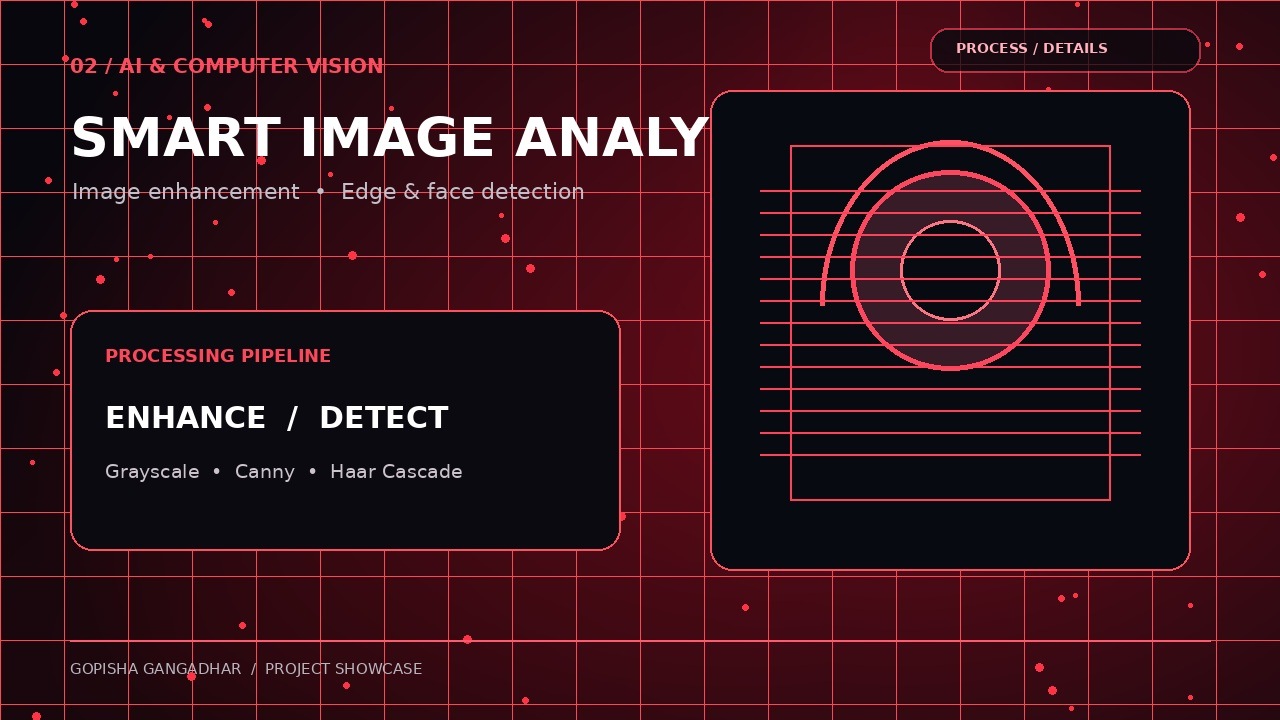 02 / AI & COMPUTER VISION
PROCESS / DETAILS
SMART IMAGE ANALY
Image enhancement • Edge & face detection
PROCESSING PIPELINE
ENHANCE / DETECT
Grayscale • Canny • Haar Cascade
GOPISHA GANGADHAR / PROJECT SHOWCASE